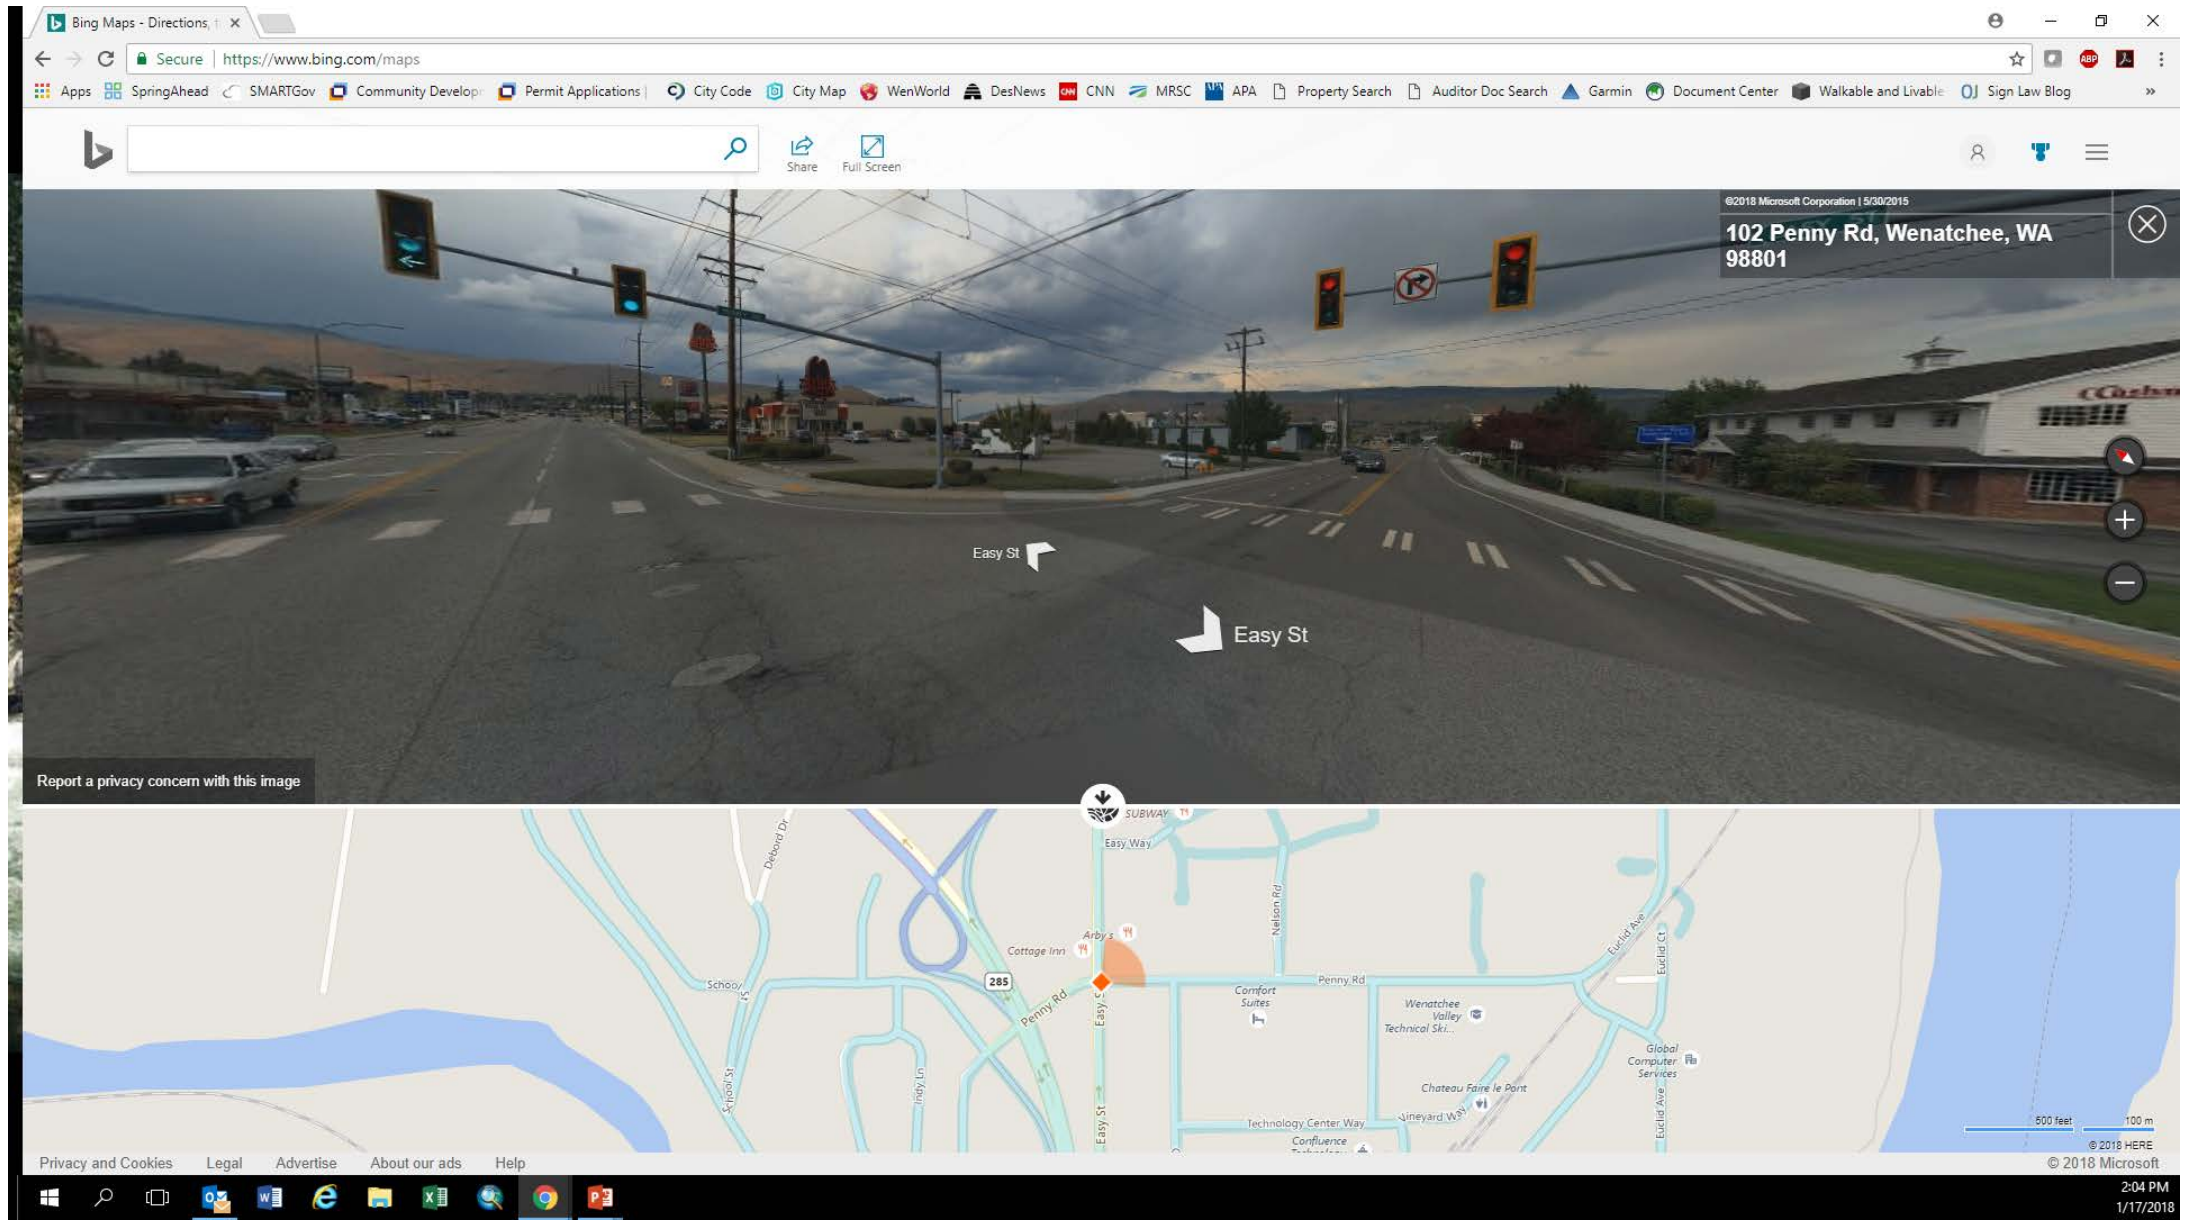 Bing Maps - Directions, t
Secure | https://www.bing.com/maps
Apps SpringAhead SMARTGov Community Develop Permit Applications City Code City Map WenWorld DesNews CNN MRSC APA Property Search Auditor Doc Search Garmin Document Center Walkable and Livable Sign Law Blog »
Share Full Screen
©2018 Microsoft Corporation | 5/30/2015
102 Penny Rd, Wenatchee, WA
98801
Easy St
Easy St
Report a privacy concern with this image
SUBWAY
Easy Way
Debord Dr
Nelson Rd
Arby's
Cottage Inn
Euclid Ave
Euclid Ct
School St
285
Penny Rd
Penny Rd
Easy S
Comfort
Suites
Wenatchee
Valley
Technical Ski...
Global
Computer
Services
School St
Indy Ln
Chateau Faire le Pont
Vineyard Way
Easy St
Technology Center Way
Euclid Ave
Confluence
500 feet 100 m
© 2018 HERE
Privacy and Cookies Legal Advertise About our ads Help
© 2018 Microsoft
2:04 PM
1/17/2018